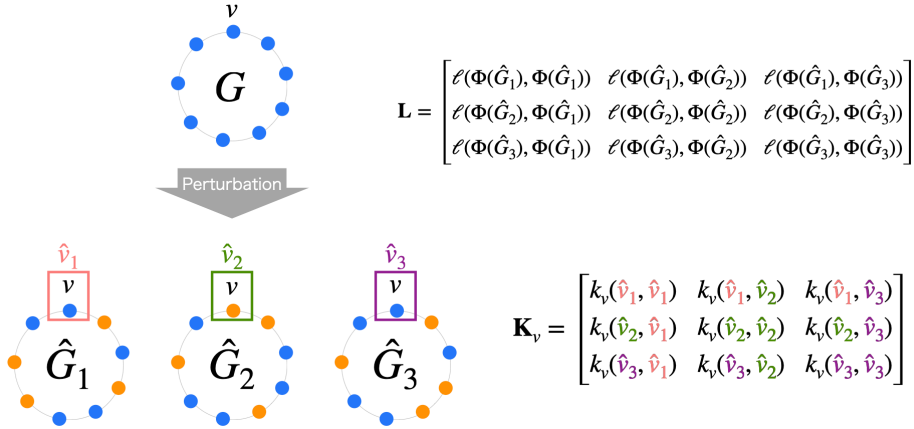 v
G
L = [ℓ(Φ(Ĝ₁), Φ(Ĝ₁)) ℓ(Φ(Ĝ₁), Φ(Ĝ₂)) ℓ(Φ(Ĝ₁), Φ(Ĝ₃))
ℓ(Φ(Ĝ₂), Φ(Ĝ₁)) ℓ(Φ(Ĝ₂), Φ(Ĝ₂)) ℓ(Φ(Ĝ₂), Φ(Ĝ₃))
ℓ(Φ(Ĝ₃), Φ(Ĝ₁)) ℓ(Φ(Ĝ₃), Φ(Ĝ₂)) ℓ(Φ(Ĝ₃), Φ(Ĝ₃))]
Perturbation
v̂₁
v
Ĝ₁
v̂₂
v
Ĝ₂
v̂₃
v
Ĝ₃
Kᵥ = [kᵥ(v̂₁, v̂₁) kᵥ(v̂₁, v̂₂) kᵥ(v̂₁, v̂₃)
kᵥ(v̂₂, v̂₁) kᵥ(v̂₂, v̂₂) kᵥ(v̂₂, v̂₃)
kᵥ(v̂₃, v̂₁) kᵥ(v̂₃, v̂₂) kᵥ(v̂₃, v̂₃)]